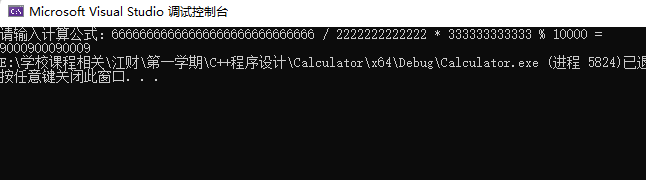 Microsoft Visual Studio 调试控制台
请输入计算公式：6666666666666666666666666666 / 2222222222222 * 333333333333 % 10000 =
9000900090009
E:\学校课程相关\江财\第一学期\C++程序设计\Calculator\x64\Debug\Calculator.exe (进程 5824)已退
按任意键关闭此窗口. . .